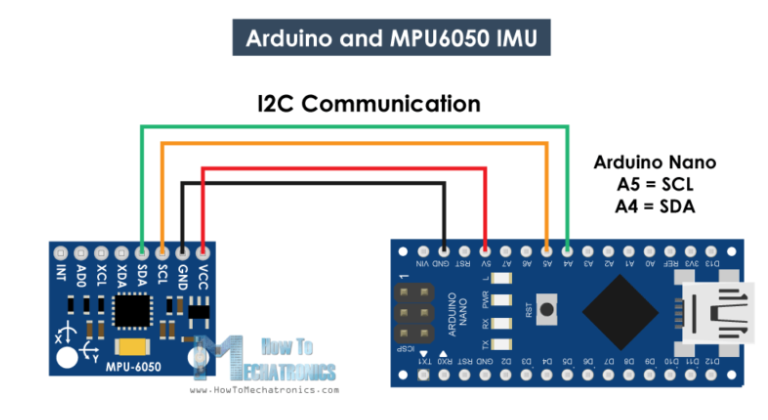 Arduino and MPU6050 IMU
I2C Communication
Arduino Nano
A5 = SCL
A4 = SDA
INT AD0 XCL XDA SDA SCL GND VCC
X
Y
MPU-6050
VIN GND RST 5V A7 A6 A5 A4 A3 A2 A1 A0 REF 3V3 D13
1
ICSP
ARDUINO
NANO
L
PWR
RX
TX
RST
TX1 RX0 RST GND D2 D3 D4 D5 D6 D7 D8 D9 D10 D11 D12
How To
MECHATRONICS
www.HowToMechatronics.com